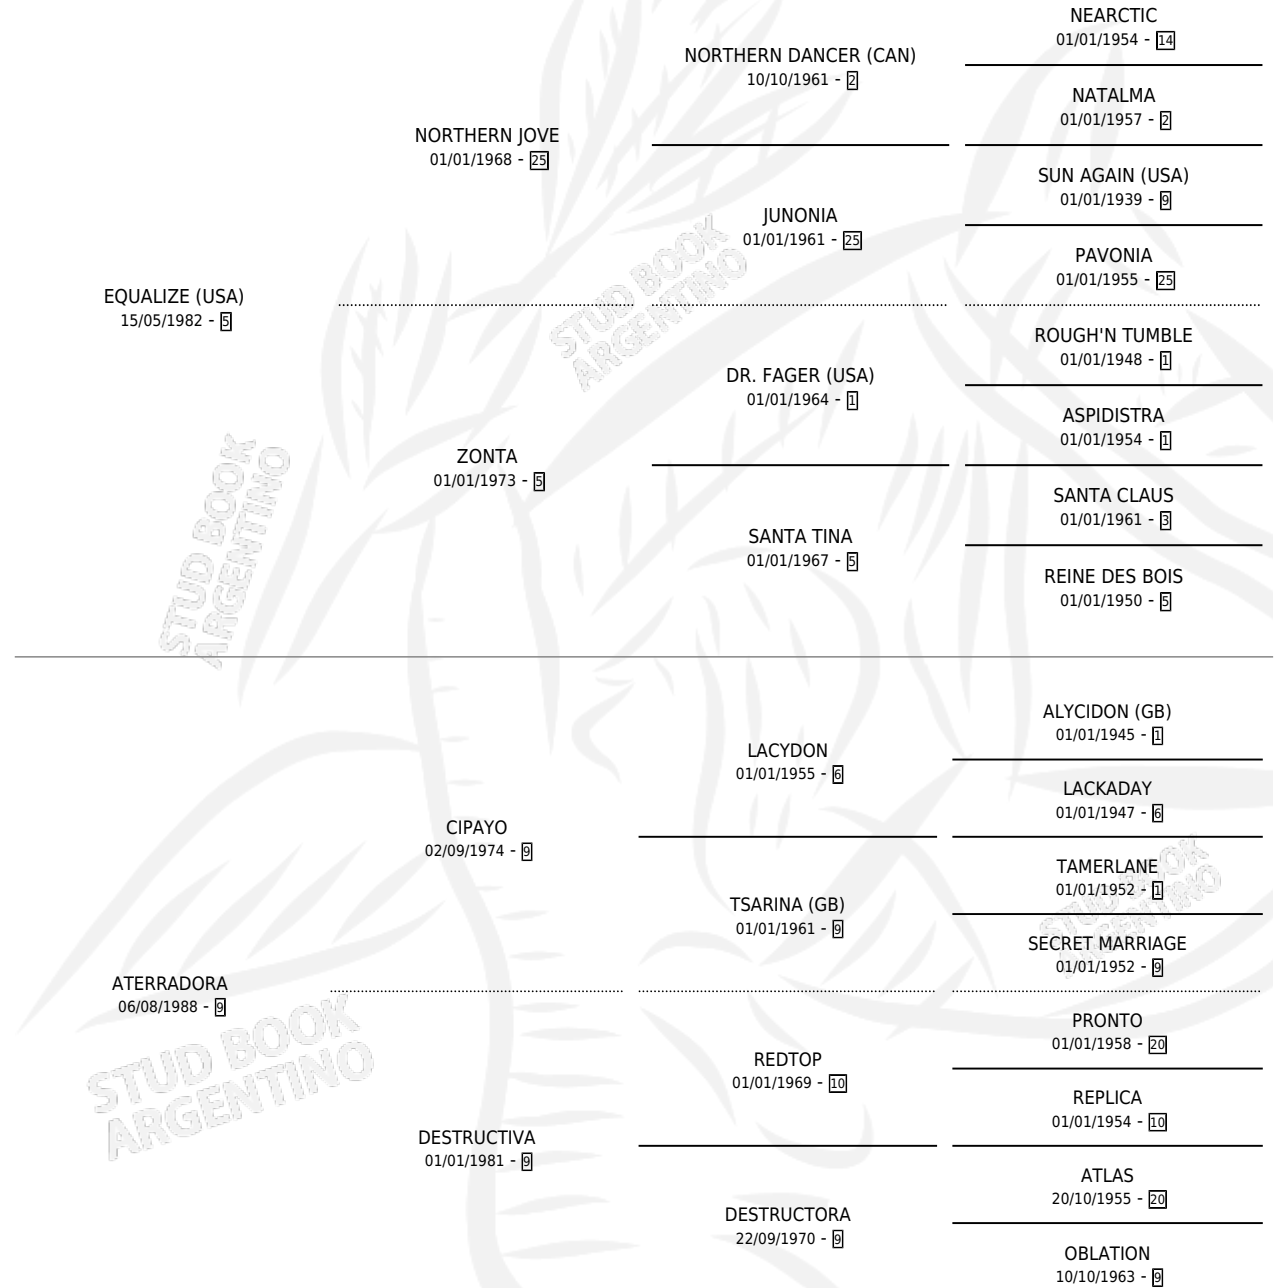 NEARCTIC
01/01/1954 - 14
NORTHERN DANCER (CAN)
10/10/1961 - 2
NATALMA
01/01/1957 - 2
NORTHERN JOVE
01/01/1968 - 25
SUN AGAIN (USA)
01/01/1939 - 9
JUNONIA
01/01/1961 - 25
PAVONIA
01/01/1955 - 25
EQUALIZE (USA)
15/05/1982 - 5
STUD BOOK
ARGENTINO
ROUGH'N TUMBLE
01/01/1948 - 1
DR. FAGER (USA)
01/01/1964 - 1
ASPIDISTRA
01/01/1954 - 1
ZONTA
01/01/1973 - 5
SANTA CLAUS
01/01/1961 - 3
SANTA TINA
01/01/1967 - 5
REINE DES BOIS
01/01/1950 - 5
STUD BOOK
ARGENTINO
ALYCIDON (GB)
01/01/1945 - 1
LACYDON
01/01/1955 - 6
LACKADAY
01/01/1947 - 6
CIPAYO
02/09/1974 - 9
TAMERLANE
01/01/1952 - 1
TSARINA (GB)
01/01/1961 - 9
SECRET MARRIAGE
01/01/1952 - 9
STUD BOOK
ARGENTINO
ATERRADORA
06/08/1988 - 9
PRONTO
01/01/1958 - 20
REDTOP
01/01/1969 - 10
REPLICA
01/01/1954 - 10
STUD BOOK
ARGENTINO
DESTRUCTIVA
01/01/1981 - 9
ATLAS
20/10/1955 - 20
DESTRUCTORA
22/09/1970 - 9
OBLATION
10/10/1963 - 9